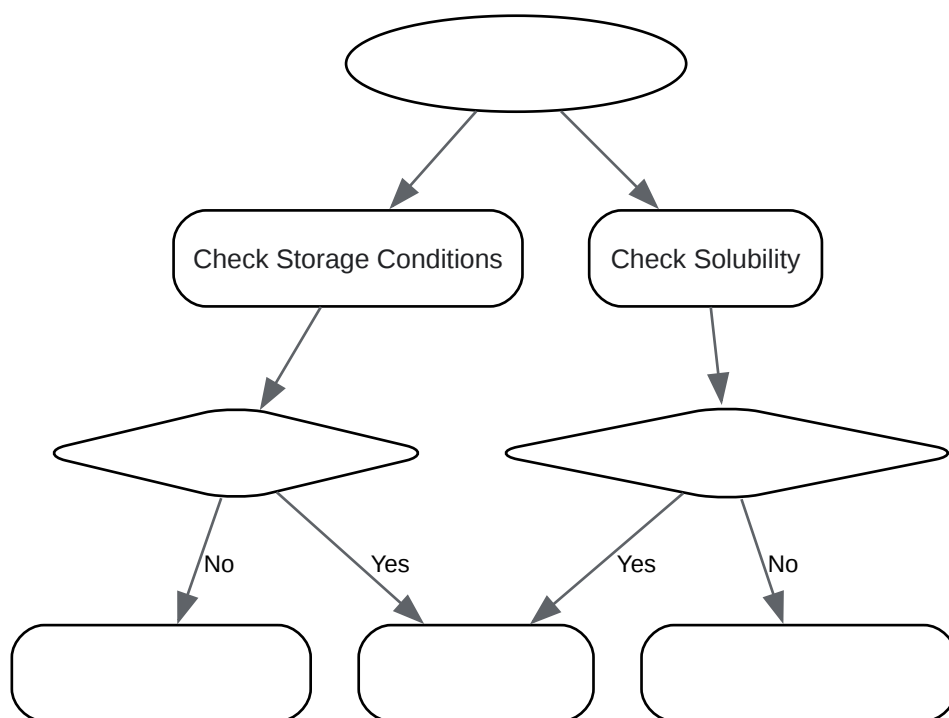 Check Storage Conditions
Check Solubility
No
Yes
Yes
No